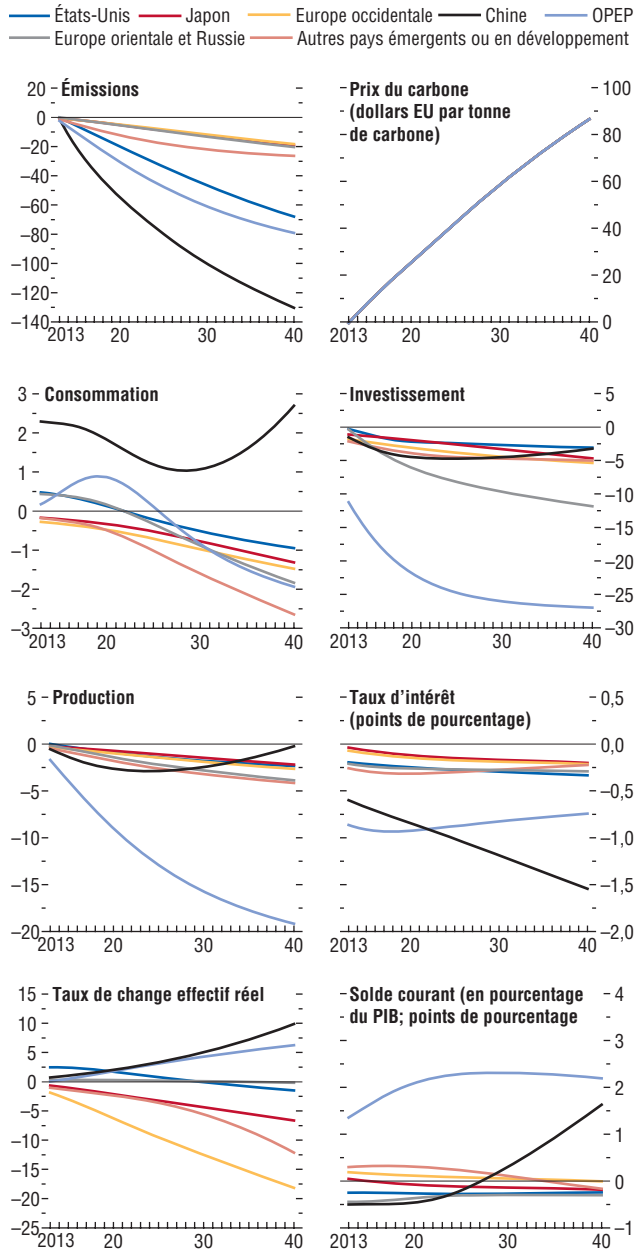 États-Unis Japon Europe occidentale Chine OPEP
Europe orientale et Russie Autres pays émergents ou en développement
Émissions
20
0
–20
–40
–60
–80
–100
–120
–140
2013 20 30 40
Prix du carbone
(dollars EU par tonne
de carbone)
100
80
60
40
20
0
2013 20 30 40
Consommation
3
2
1
0
–1
–2
–3
2013 20 30 40
Investissement
5
0
–5
–10
–15
–20
–25
–30
2013 20 30 40
Production
5
0
–5
–10
–15
–20
2013 20 30 40
Taux d’intérêt
(points de pourcentage)
0,5
0,0
–0,5
–1,0
–1,5
–2,0
2013 20 30 40
Taux de change effectif réel
15
10
5
0
–5
–10
–15
–20
–25
2013 20 30 40
Solde courant (en pourcentage
du PIB; points de pourcentage
4
3
2
1
0
–1
2013 20 30 40